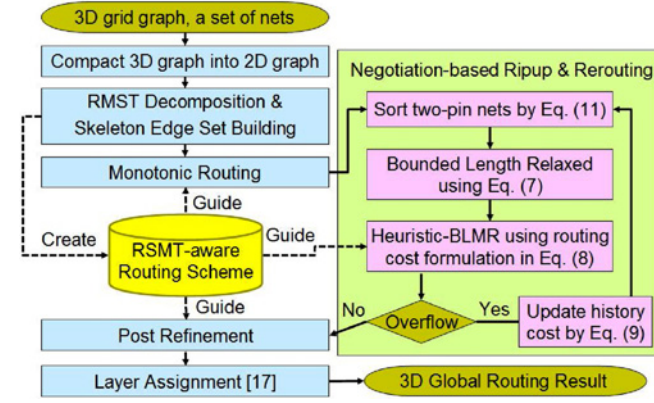 3D grid graph, a set of nets
Compact 3D graph into 2D graph
RMST Decomposition &
Skeleton Edge Set Building
Monotonic Routing
Guide
Create
RSMT-aware
Routing Scheme
Guide
Guide
Post Refinement
Layer Assignment [17]
3D Global Routing Result
Negotiation-based Ripup & Rerouting
Sort two-pin nets by Eq. (11)
Bounded Length Relaxed
using Eq. (7)
Heuristic-BLMR using routing
cost formulation in Eq. (8)
No
Overflow
Yes
Update history
cost by Eq. (9)